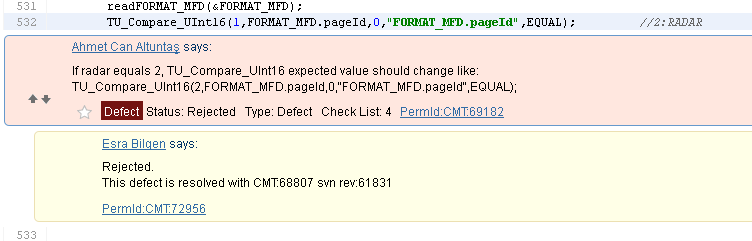 531 readFORMAT_MFD(&FORMAT_MFD);
532 TU_Compare_UInt16(1,FORMAT_MFD.pageId,0,"FORMAT_MFD.pageId",EQUAL); //2:RADAR
Ahmet Can Altuntaş says:
If radar equals 2, TU_Compare_UInt16 expected value should change like:
TU_Compare_UInt16(2,FORMAT_MFD.pageId,0,"FORMAT_MFD.pageId",EQUAL);
Defect Status: Rejected Type: Defect Check List: 4 PermId:CMT:69182
Esra Bilgen says:
Rejected.
This defect is resolved with CMT:68807 svn rev:61831
PermId:CMT:72956
533